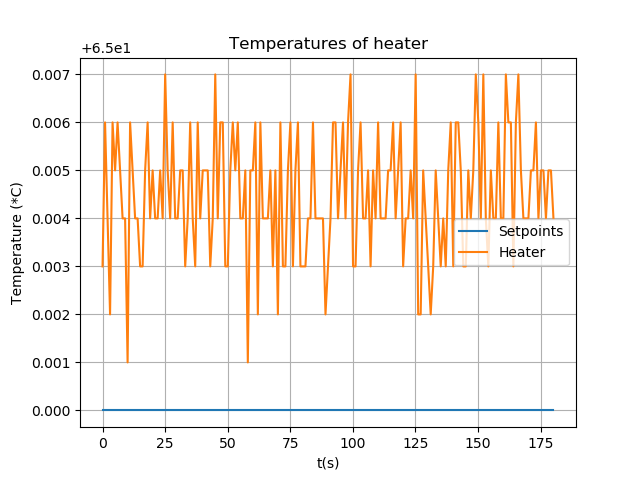 Temperatures of heater
+6.5e1
0.007
0.006
0.005
0.004
0.003
0.002
0.001
0.000
Temperature (*C)
Setpoints
Heater
0 25 50 75 100 125 150 175
t(s)